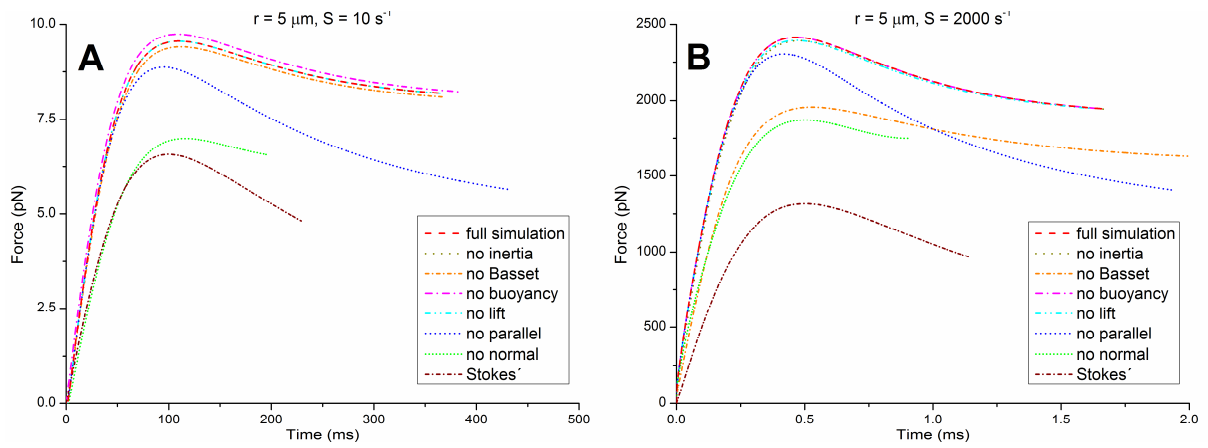 r = 5 μm, S = 10 s⁻¹
A
10.0
7.5
5.0
2.5
0.0
Force (pN)
0
100
200
300
400
500
Time (ms)
full simulation
no inertia
no Basset
no buoyancy
no lift
no parallel
no normal
Stokes´
r = 5 μm, S = 2000 s⁻¹
B
2500
2000
1500
1000
500
0
Force (pN)
0.0
0.5
1.0
1.5
2.0
Time (ms)
full simulation
no inertia
no Basset
no buoyancy
no lift
no parallel
no normal
Stokes´